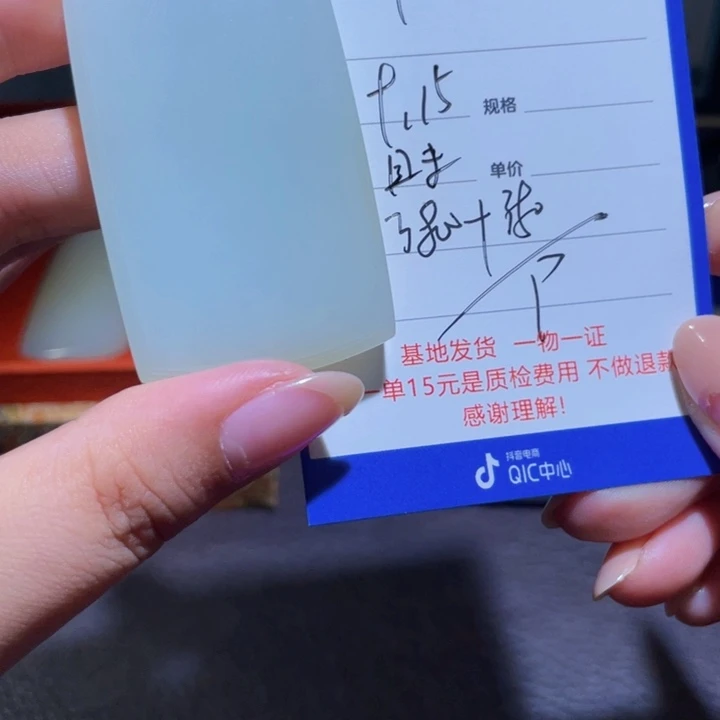 十.15 规格
单价
基地发货 一物一证
一单15元是质检费用 不做退款
感谢理解!
抖音电商
QIC中心